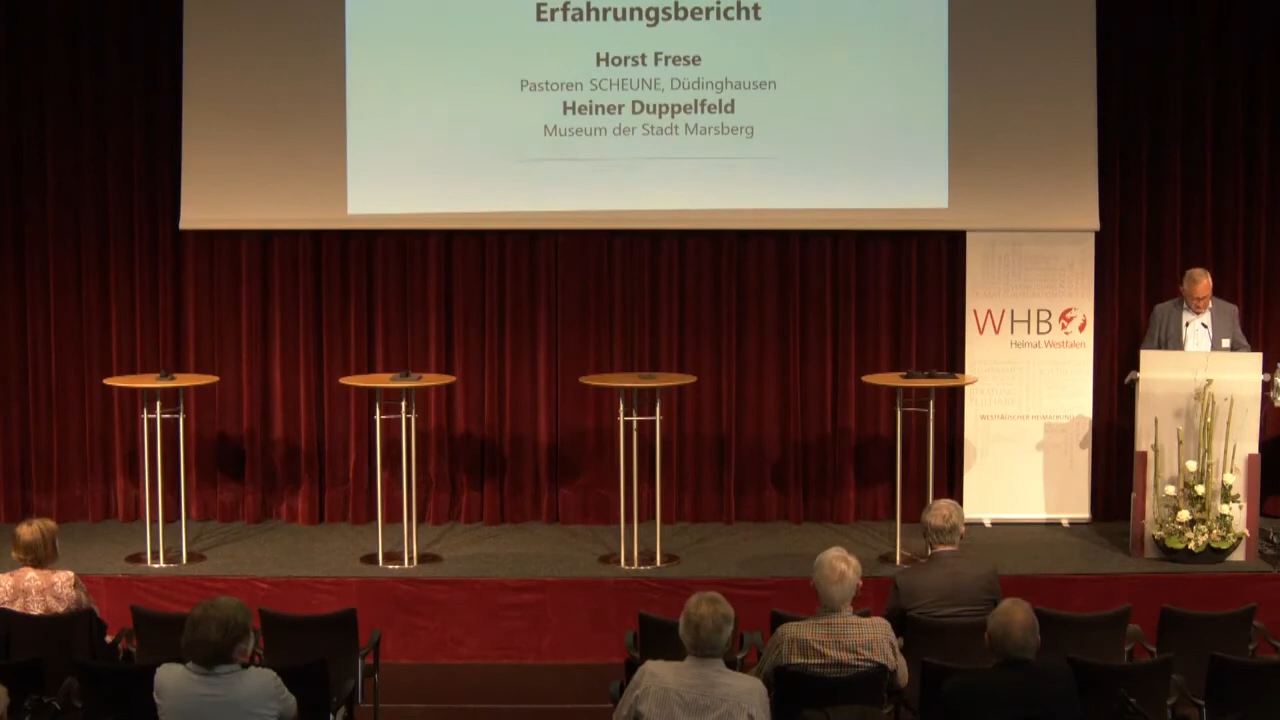 Erfahrungsbericht
Horst Frese
Pastoren SCHEUNE, Düdinghausen
Heiner Duppelfeld
Museum der Stadt Marsberg
WHB
Heimat.Westfalen
WESTFÄLISCHER HEIMATBUND